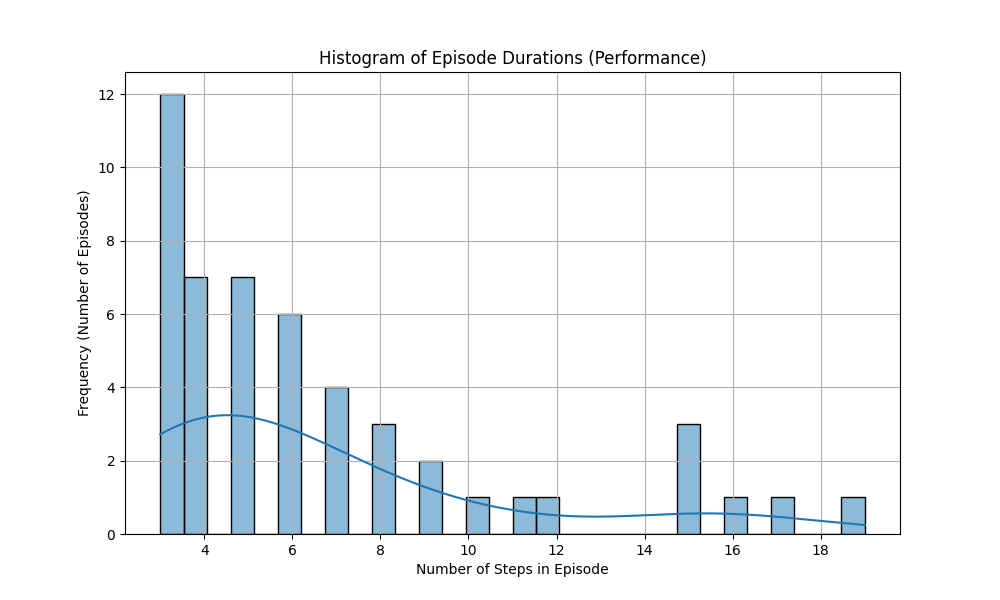 Histogram of Episode Durations (Performance)
12
10
8
6
4
2
0
Frequency (Number of Episodes)
4 6 8 10 12 14 16 18
Number of Steps in Episode